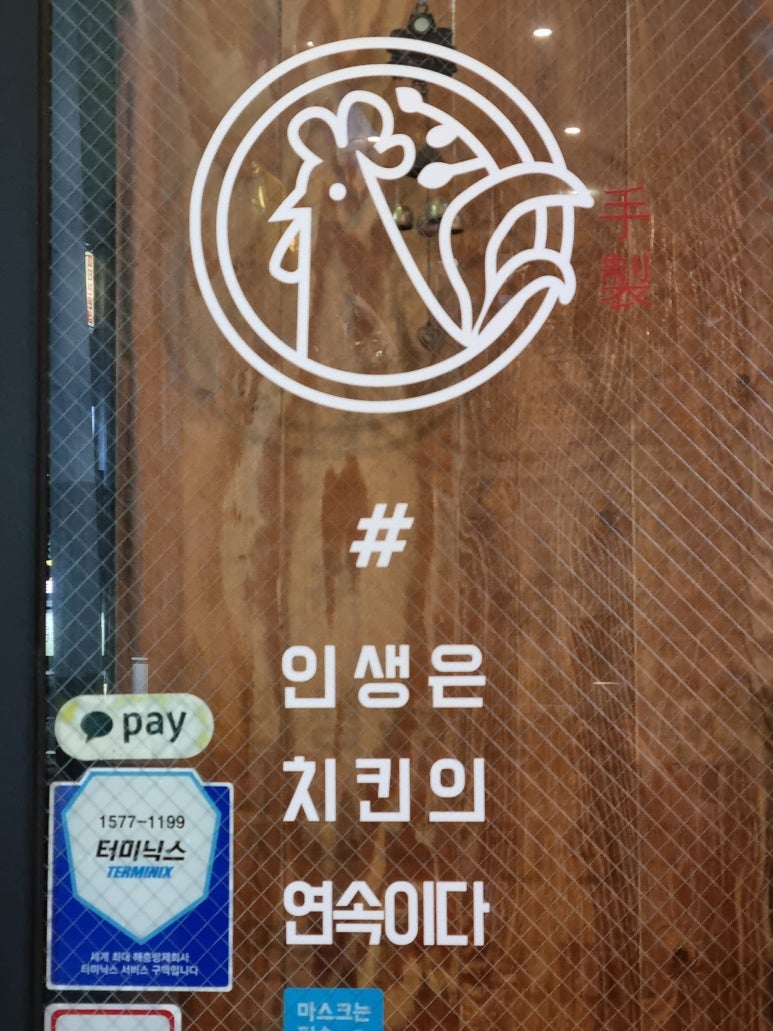 手
製
#
인생은
치킨의
연속이다
pay
1577-1199
터미닉스
TERMINIX
세계 최대 해충방제회사
터미닉스 서비스 구역입니다
마스크는